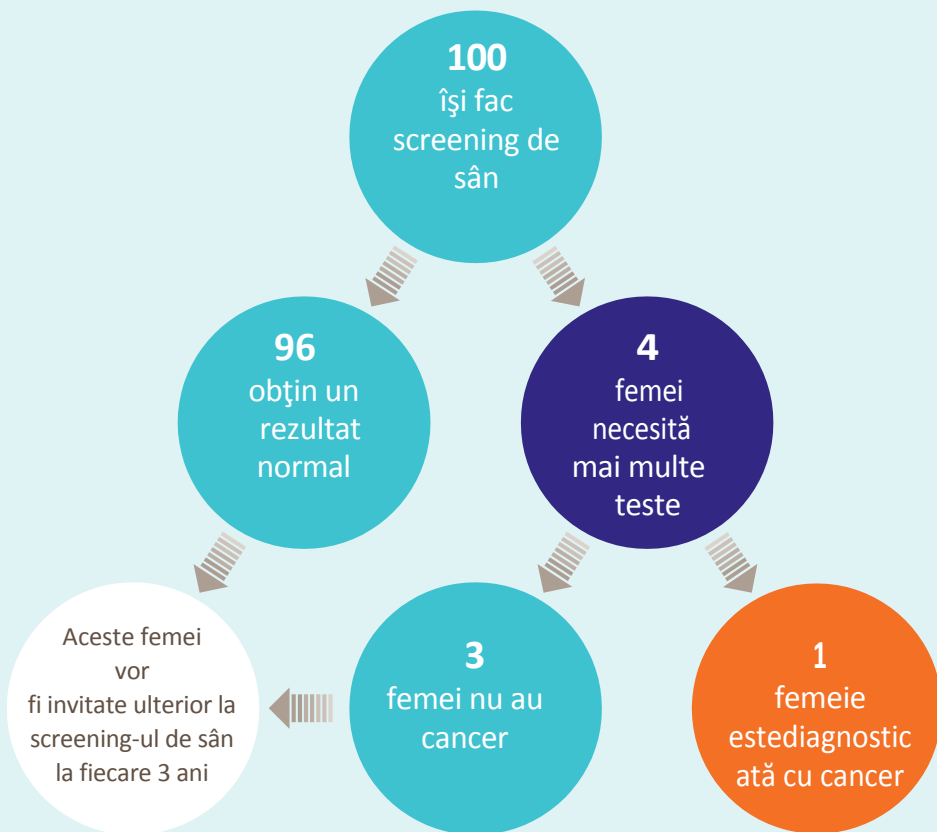 100
îşi fac
screening de
sân
96
obţin un
rezultat
normal
4
femei
necesită
mai multe
teste
Aceste femei
vor
fi invitate ulterior la
screening-ul de sân
la fiecare 3 ani
3
femei nu au
cancer
1
femeie
estediagnostic
ată cu cancer